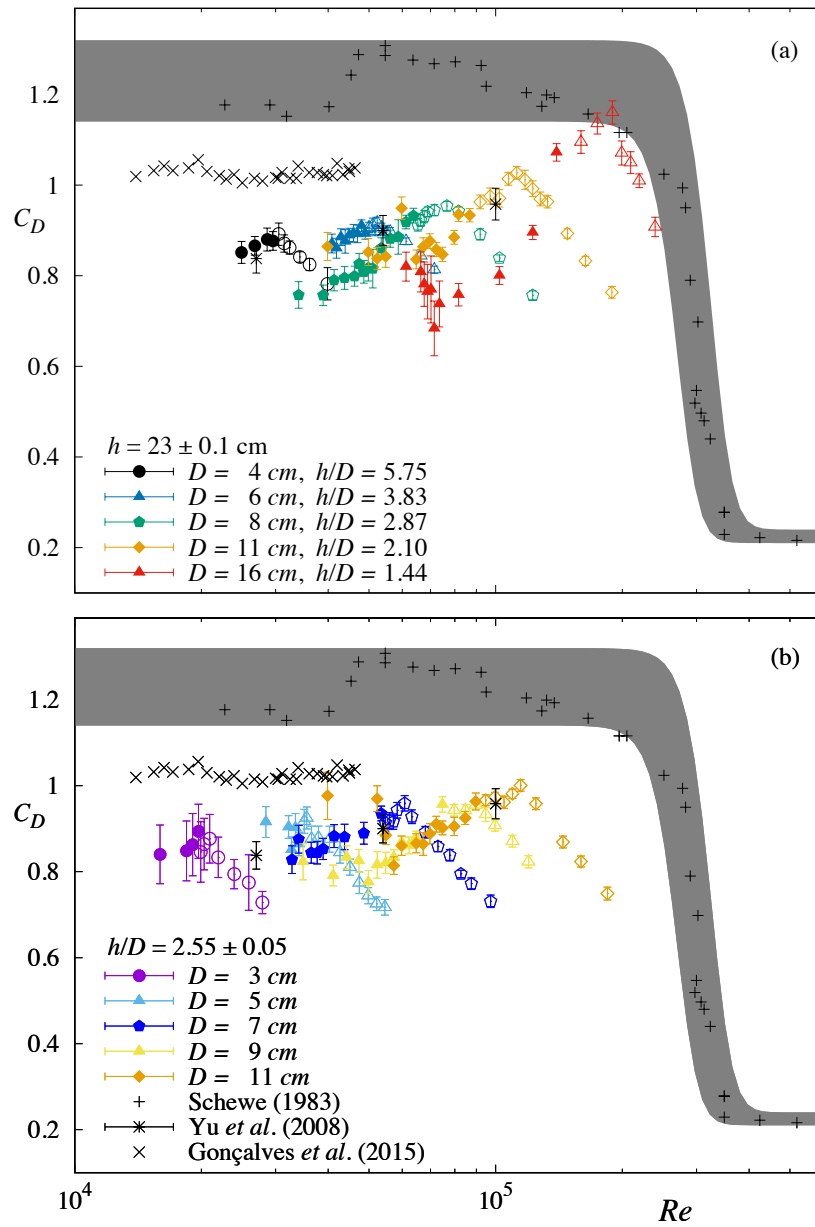 (a)
1.2
1
C_D
0.8
0.6
0.4
0.2
h = 23 ± 0.1 cm
D = 4 cm, h/D = 5.75
D = 6 cm, h/D = 3.83
D = 8 cm, h/D = 2.87
D = 11 cm, h/D = 2.10
D = 16 cm, h/D = 1.44
(b)
1.2
1
C_D
0.8
0.6
0.4
0.2
h/D = 2.55 ± 0.05
D = 3 cm
D = 5 cm
D = 7 cm
D = 9 cm
D = 11 cm
Schewe (1983)
Yu et al. (2008)
Gonçalves et al. (2015)
10^4
10^5
Re